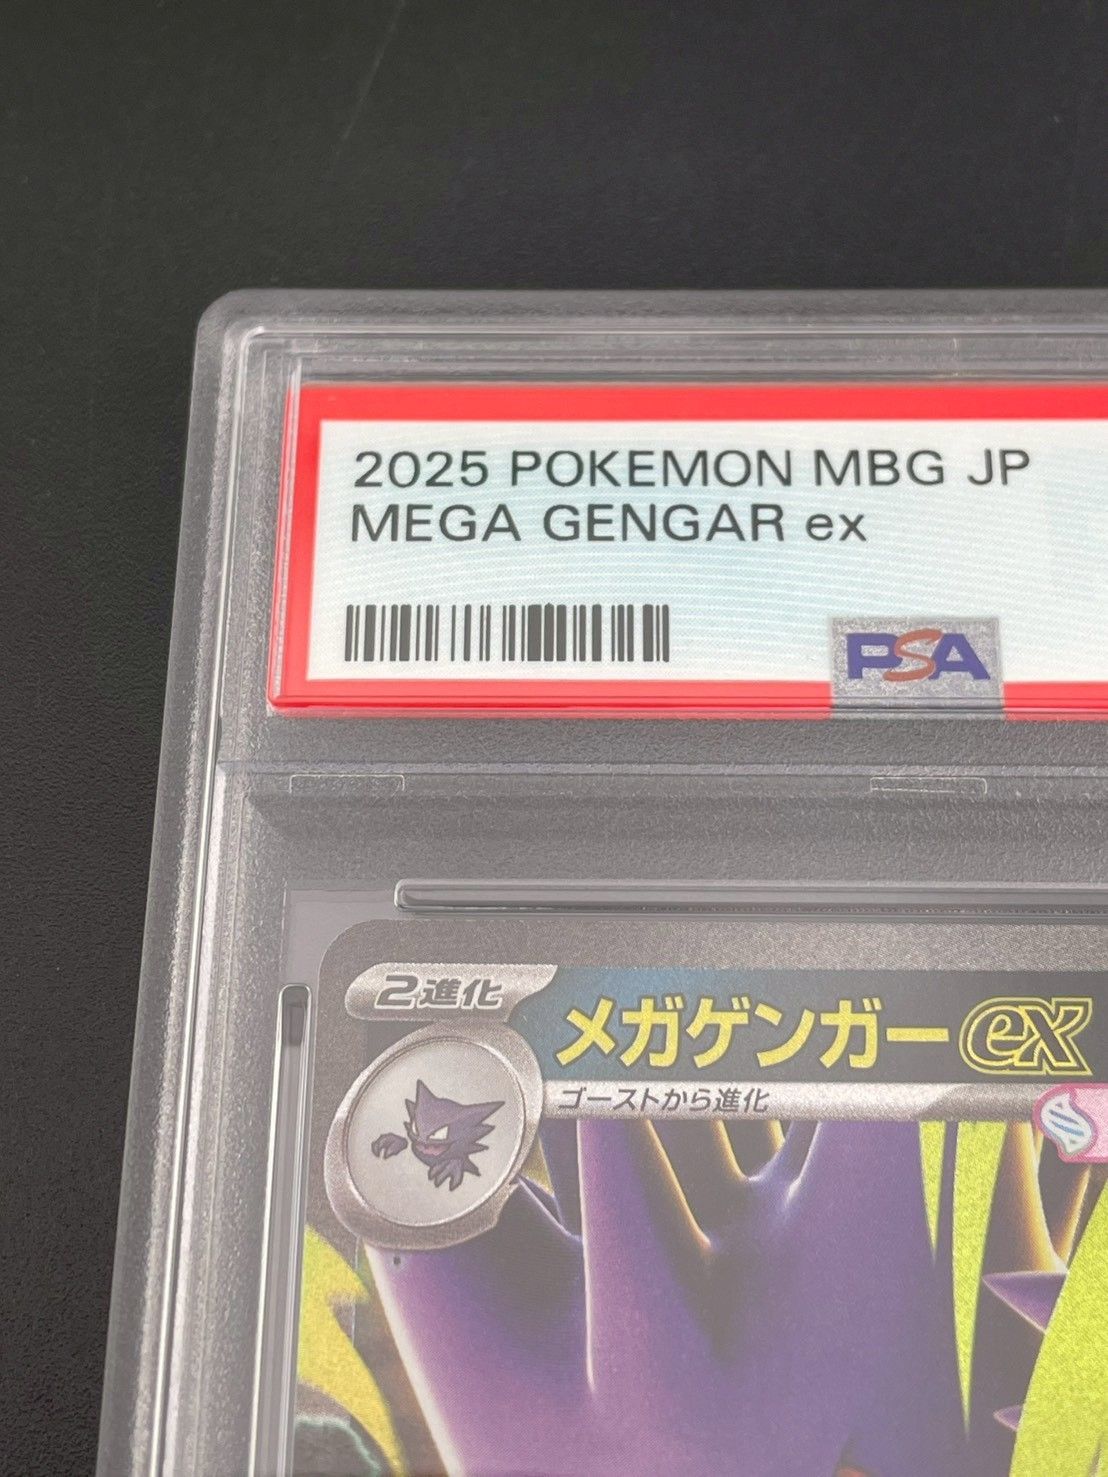 2025 POKEMON MBG JP
MEGA GENGAR ex
PSA
2進化
メガゲンガーex
ゴーストから進化